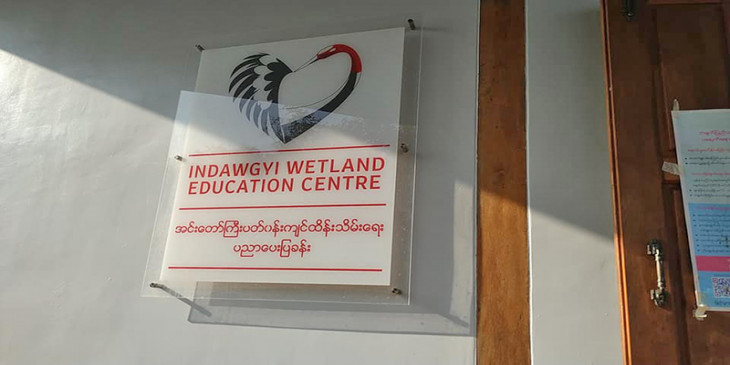 INDAWGYI WETLAND
EDUCATION CENTRE
အင်းတော်ကြီးပတ်ဝန်းကျင်ထိန်းသိမ်းရေး
ပညာပေးပြခန်း